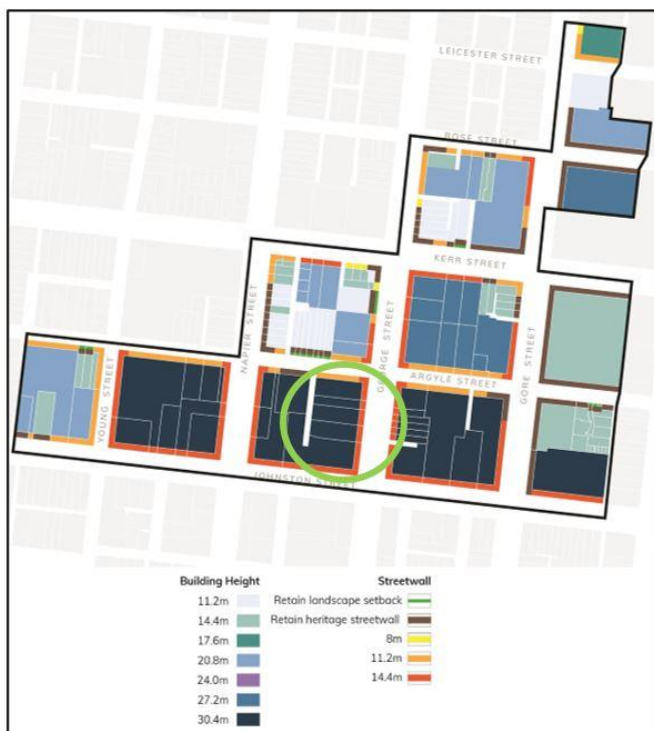 LEICESTER STREET
ROSE STREET
KERR STREET
NAPIER STREET
GEORGE STREET
GORE STREET
ARGYLE STREET
YOUNG STREET
JOHNSTON STREET
Building Height
11.2m
14.4m
17.6m
20.8m
24.0m
27.2m
30.4m
Streetwall
Retain landscape setback
Retain heritage streetwall
8m
11.2m
14.4m